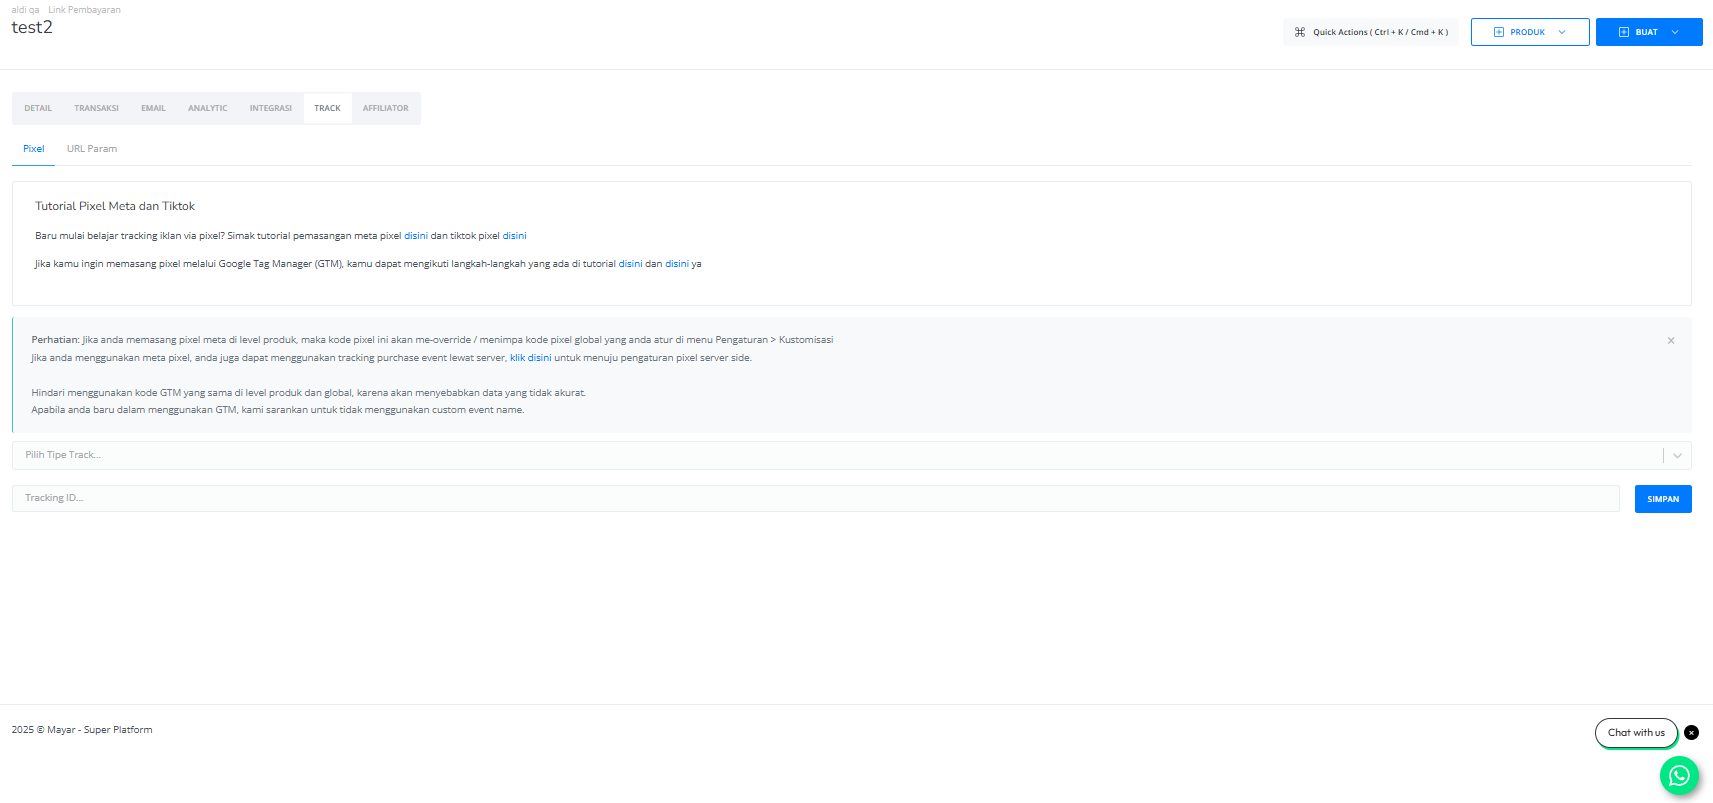 aldi qa Link Pembayaran
test2
Quick Actions ( Ctrl + K / Cmd + K )
PRODUK
BUAT
DETAIL TRANSAKSI EMAIL ANALYTIC INTEGRASI TRACK AFFILIATOR
Pixel URL Param
Tutorial Pixel Meta dan Tiktok
Baru mulai belajar tracking iklan via pixel? Simak tutorial pemasangan meta pixel disini dan tiktok pixel disini
Jika kamu ingin memasang pixel melalui Google Tag Manager (GTM), kamu dapat mengikuti langkah-langkah yang ada di tutorial disini dan disini ya
Perhatian: Jika anda memasang pixel meta di level produk, maka kode pixel ini akan me-override / menimpa kode pixel global yang anda atur di menu Pengaturan > Kustomisasi
Jika anda menggunakan meta pixel, anda juga dapat menggunakan tracking purchase event lewat server, klik disini untuk menuju pengaturan pixel server side.
Hindari menggunakan kode GTM yang sama di level produk dan global, karena akan menyebabkan data yang tidak akurat.
Apabila anda baru dalam menggunakan GTM, kami sarankan untuk tidak menggunakan custom event name.
Pilih Tipe Track...
Tracking ID...
SIMPAN
2025 © Mayar - Super Platform
Chat with us